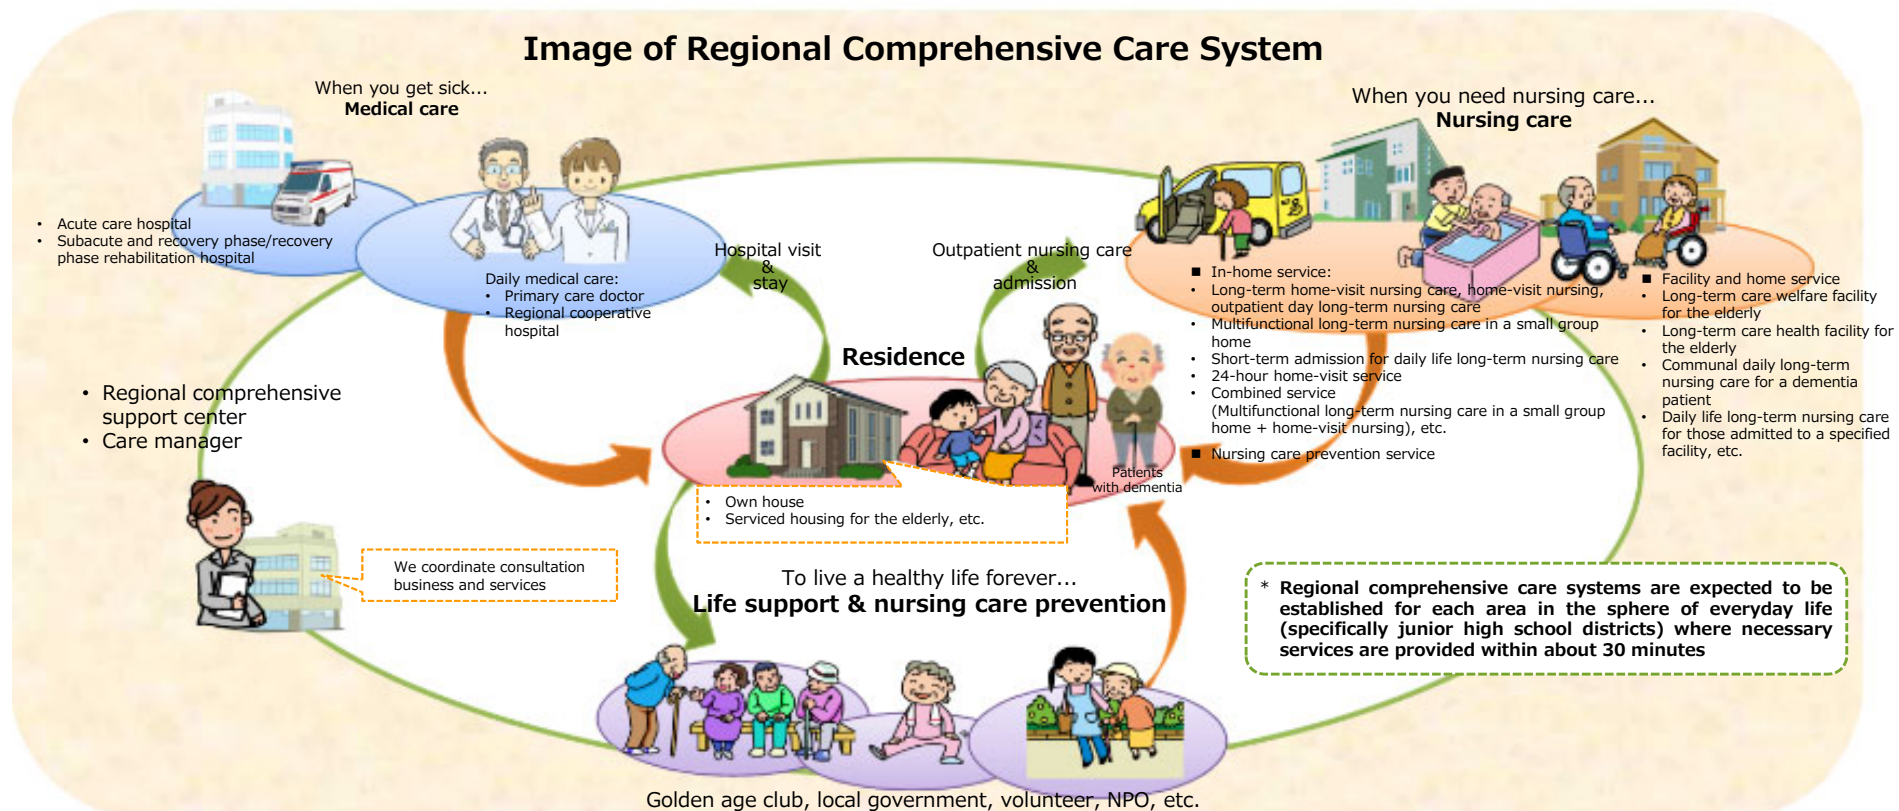 Image of Regional Comprehensive Care System
When you get sick...
Medical care
• Acute care hospital
• Subacute and recovery phase/recovery
phase rehabilitation hospital
Daily medical care:
• Primary care doctor
• Regional cooperative
hospital
Hospital visit
&
stay
Outpatient nursing care
&
admission
When you need nursing care...
Nursing care
■ In-home service:
• Long-term home-visit nursing care, home-visit nursing,
outpatient day long-term nursing care
• Multifunctional long-term nursing care in a small group
home
• Short-term admission for daily life long-term nursing care
• 24-hour home-visit service
• Combined service
(Multifunctional long-term nursing care in a small group
home + home-visit nursing), etc.
■ Nursing care prevention service
■ Facility and home service
• Long-term care welfare facility
for the elderly
• Long-term care health facility for
the elderly
• Communal daily long-term
nursing care for a dementia
patient
• Daily life long-term nursing care
for those admitted to a specified
facility, etc.
Residence
Patients
with dementia
• Own house
• Serviced housing for the elderly, etc.
• Regional comprehensive
support center
• Care manager
We coordinate consultation
business and services
To live a healthy life forever...
Life support & nursing care prevention
* Regional comprehensive care systems are expected to be
established for each area in the sphere of everyday life
(specifically junior high school districts) where necessary
services are provided within about 30 minutes
Golden age club, local government, volunteer, NPO, etc.